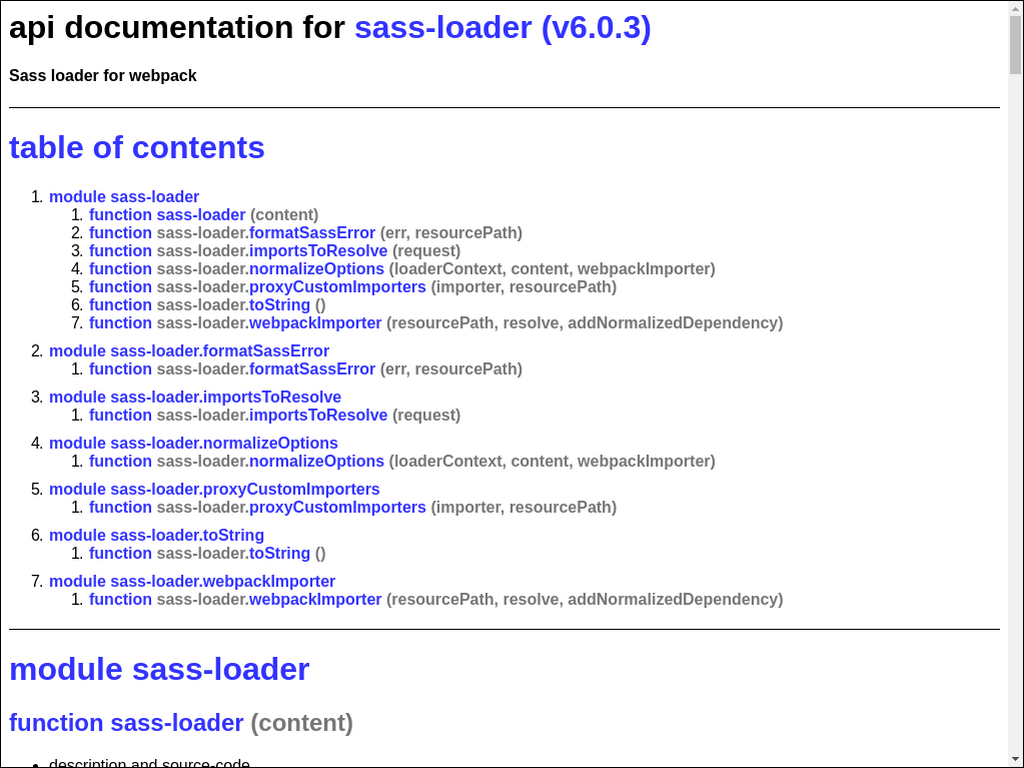 api documentation for sass-loader (v6.0.3)
Sass loader for webpack
table of contents
1. module sass-loader
1. function sass-loader (content)
2. function sass-loader.formatSassError (err, resourcePath)
3. function sass-loader.importsToResolve (request)
4. function sass-loader.normalizeOptions (loaderContext, content, webpackImporter)
5. function sass-loader.proxyCustomImporters (importer, resourcePath)
6. function sass-loader.toString ()
7. function sass-loader.webpackImporter (resourcePath, resolve, addNormalizedDependency)
2. module sass-loader.formatSassError
1. function sass-loader.formatSassError (err, resourcePath)
3. module sass-loader.importsToResolve
1. function sass-loader.importsToResolve (request)
4. module sass-loader.normalizeOptions
1. function sass-loader.normalizeOptions (loaderContext, content, webpackImporter)
5. module sass-loader.proxyCustomImporters
1. function sass-loader.proxyCustomImporters (importer, resourcePath)
6. module sass-loader.toString
1. function sass-loader.toString ()
7. module sass-loader.webpackImporter
1. function sass-loader.webpackImporter (resourcePath, resolve, addNormalizedDependency)
module sass-loader
function sass-loader (content)
• description and source-code